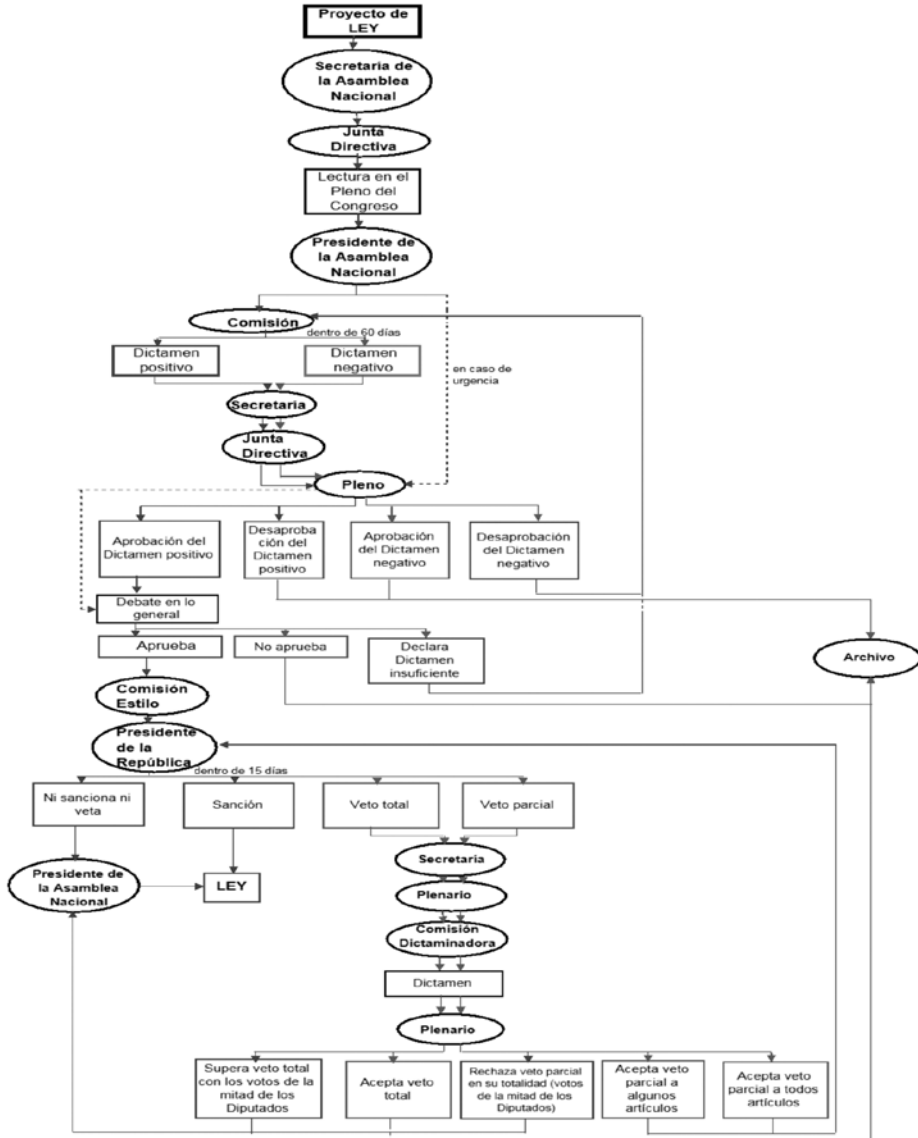 Proyecto de
LEY
Secretaria de
la Asamblea
Nacional
Junta
Directiva
Lectura en el
Pleno del
Congreso
Presidente de
la Asamblea
Nacional
Comisión
dentro de 60 días
Dictamen
positivo
Dictamen
negativo
en caso de
urgencia
Secretaria
Junta
Directiva
Pleno
Aprobación del
Dictamen positivo
Desaproba
ción del
Dictamen
positivo
Aprobación
del Dictamen
negativo
Desaprobación
del Dictamen
negativo
Debate en lo
general
Aprueba
No aprueba
Declara
Dictamen
insuficiente
Archivo
Comisión
Estilo
Presidente
de la
República
dentro de 15 días
Ni sanciona ni
veta
Sanción
Veto total
Veto parcial
Presidente de
la Asamblea
Nacional
LEY
Secretaria
Plenario
Comisión
Dictaminadora
Dictamen
Plenario
Supera veto total
con los votos de la
mitad de los
Diputados
Acepta veto
total
Rechaza veto parcial
en su totalidad (votos
de la mitad de los
Diputados)
Acepta veto
parcial a
algunos
artículos
Acepta veto
parcial a todos
artículos